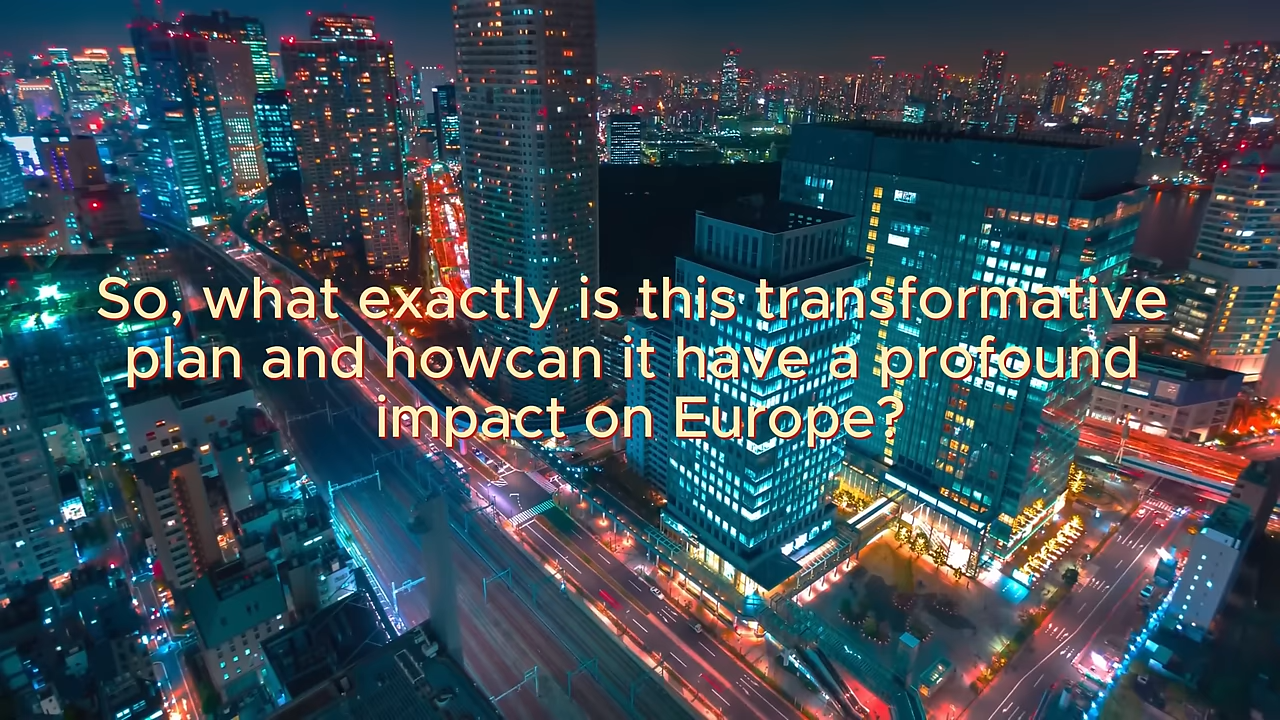 So, what exactly is this transformative
plan and howcan it have a profound
impact on Europe?